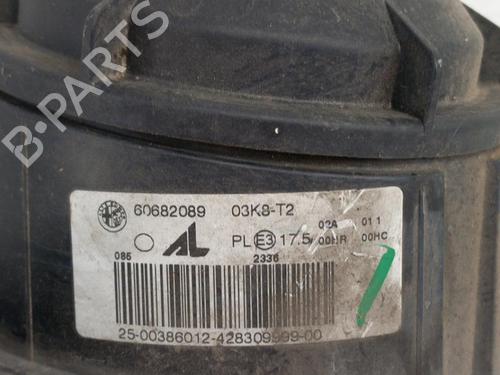 B-PARTS
60682089 03K8-T2
AL PL E3 17.5 02A 01 1
00HR 00HC
085 2336
25-00386012-428309999-00